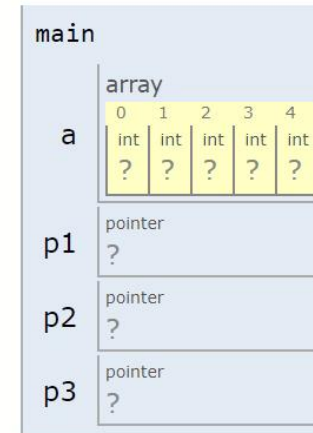 main
array
0 1 2 3 4
a int int int int int
? ? ? ? ?
pointer
p1 ?
pointer
p2 ?
pointer
p3 ?